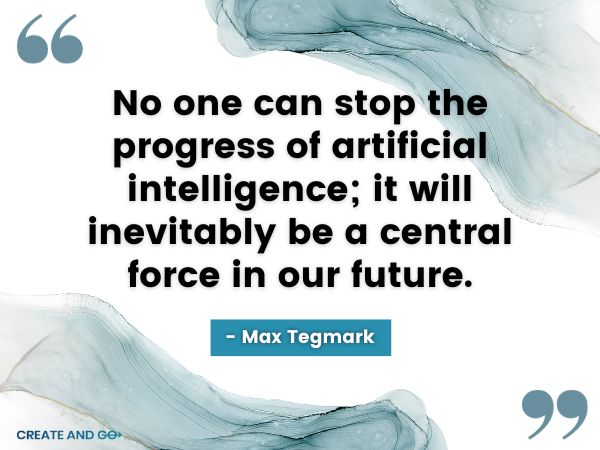 “
No one can stop the
progress of artificial
intelligence; it will
inevitably be a central
force in our future.
- Max Tegmark
”
CREATE AND GO